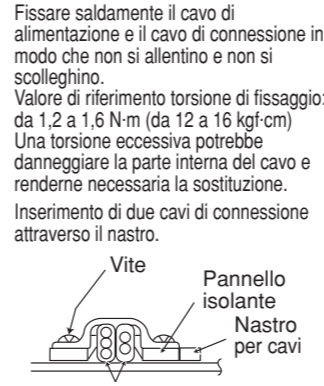 Fissare saldamente il cavo di
alimentazione e il cavo di connessione in
modo che non si allentino e non si
scolleghino.
Valore di riferimento torsione di fissaggio:
da 1,2 a 1,6 N·m (da 12 a 16 kgf·cm)
Una torsione eccessiva potrebbe
danneggiare la parte interna del cavo e
renderne necessaria la sostituzione.
Inserimento di due cavi di connessione
attraverso il nastro.
Vite
Pannello
isolante
Nastro
per cavi